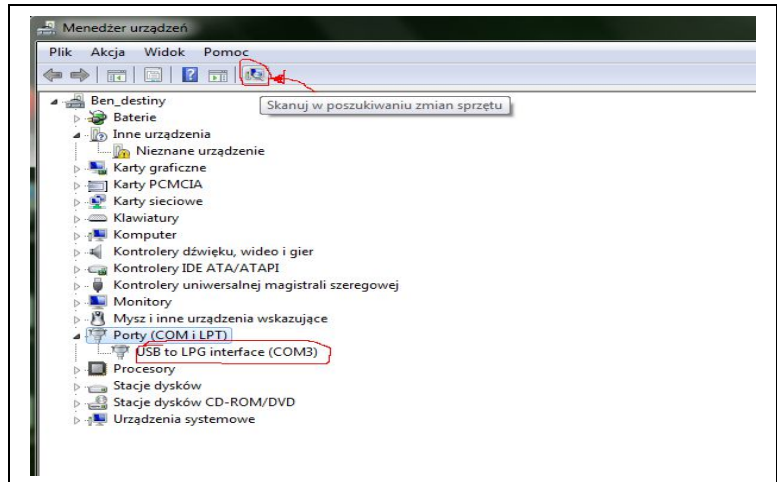 Menedżer urządzeń
Plik Akcja Widok Pomoc
Skanuj w poszukiwaniu zmian sprzętu
Ben_destiny
Baterie
Inne urządzenia
Nieznane urządzenie
Karty graficzne
Karty PCMCIA
Karty sieciowe
Klawiatury
Komputer
Kontrolery dźwięku, wideo i gier
Kontrolery IDE ATA/ATAPI
Kontrolery uniwersalnej magistrali szeregowej
Monitory
Mysz i inne urządzenia wskazujące
Porty (COM i LPT)
USB to LPG interface (COM3)
Procesory
Stacje dysków
Stacje dysków CD-ROM/DVD
Urządzenia systemowe